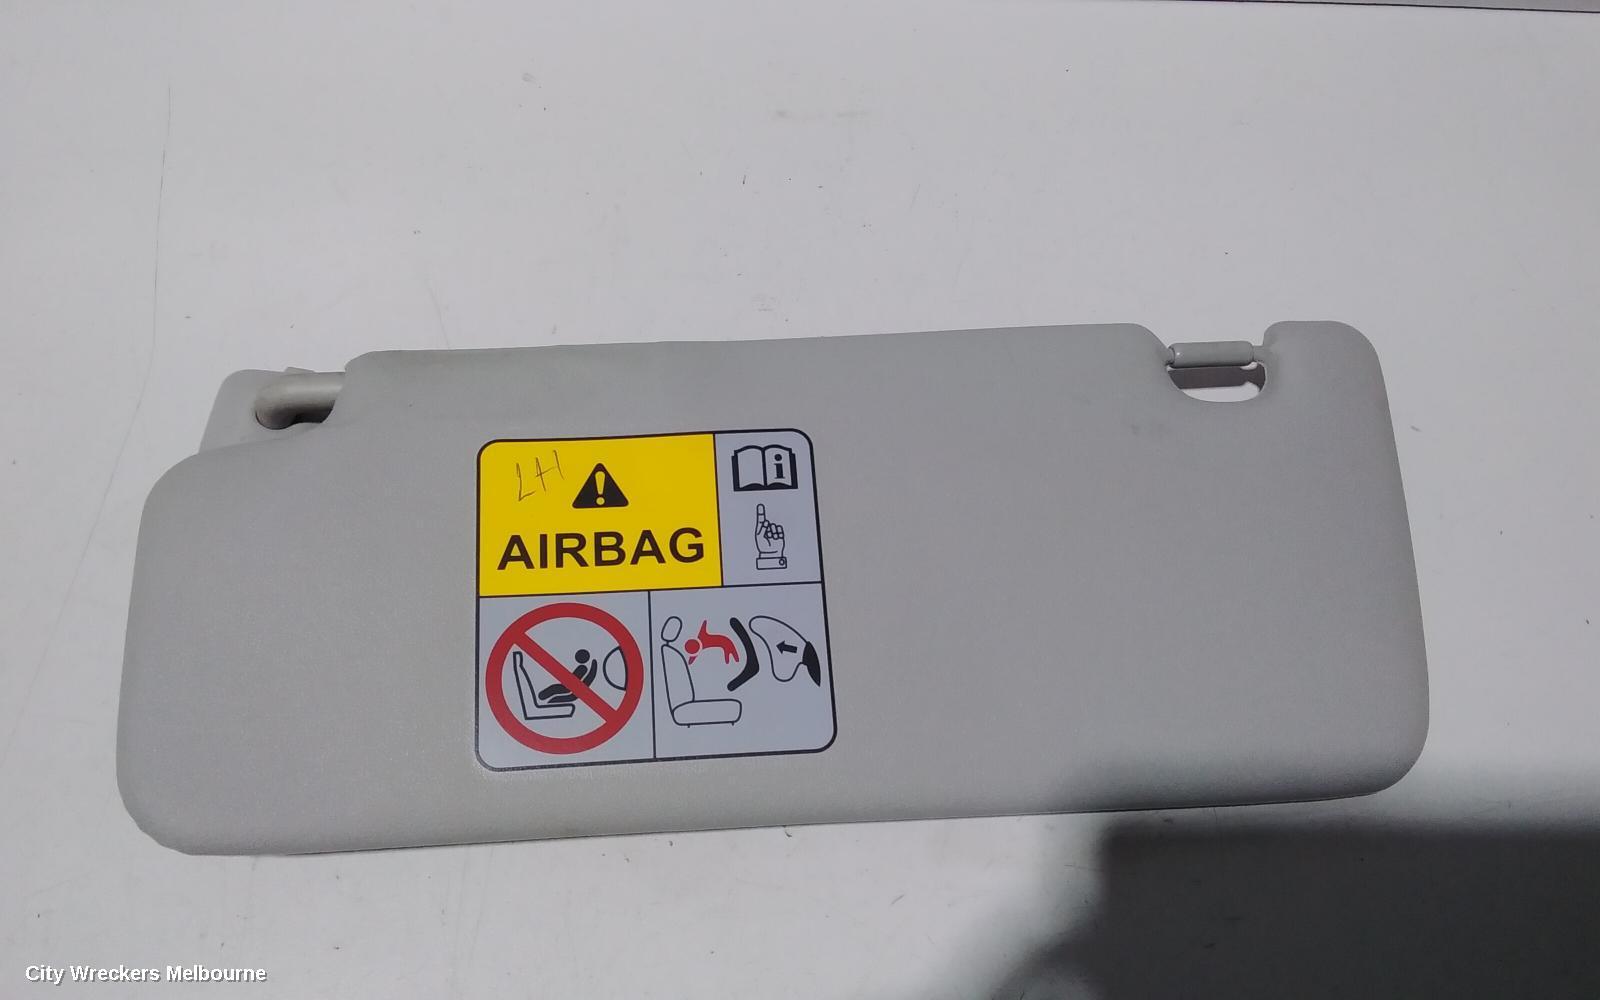 LH
AIRBAG
i
City Wreckers Melbourne